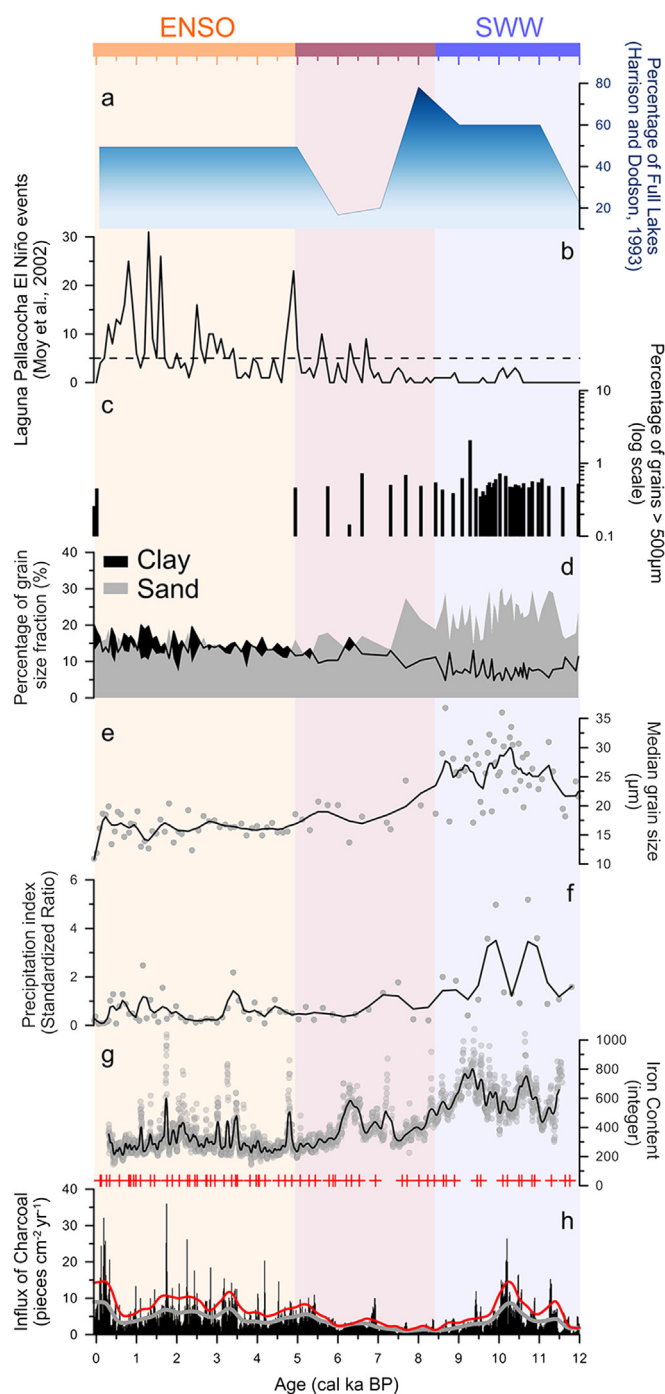 ENSO
SWW
a
Percentage of Full Lakes
(Harrison and Dodson, 1993)
80
60
40
20
b
Laguna Pallacocha El Niño events
(Moy et al., 2002)
30
20
10
0
c
Percentage of grains > 500µm
(log scale)
10
1
0.1
d
Clay
Sand
Percentage of grain
size fraction (%)
40
30
20
10
0
e
Median grain size
(µm)
35
30
25
20
15
10
f
Precipitation index
(Standardized Ratio)
6
4
2
0
g
Iron Content
(integer)
1000
800
600
400
200
0
h
Influx of Charcoal
(pieces cm⁻² yr⁻¹)
40
30
20
10
0
0 1 2 3 4 5 6 7 8 9 10 11 12
Age (cal ka BP)